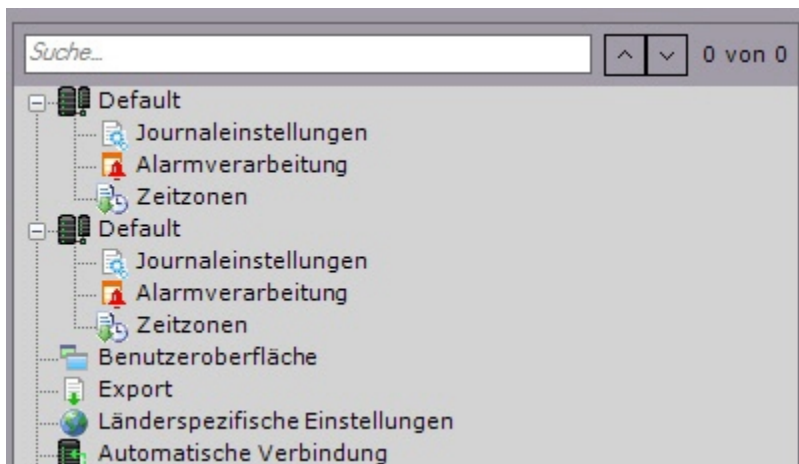 Suche...
0 von 0
Default
Journaleinstellungen
Alarmverarbeitung
Zeitzonen
Default
Journaleinstellungen
Alarmverarbeitung
Zeitzonen
Benutzeroberfläche
Export
Länderspezifische Einstellungen
Automatische Verbindung